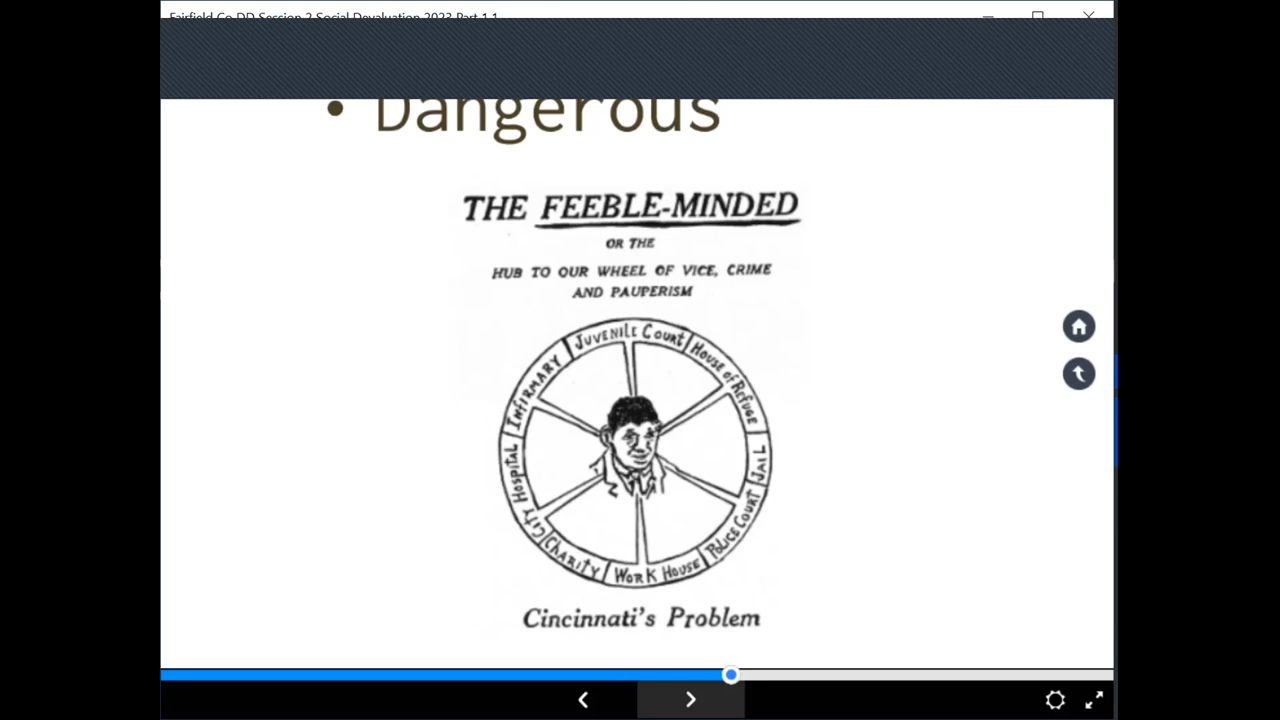 Fairfield Co DD Session 2 Social Devaluation 2023 Part 1 1
• Dangerous
THE FEEBLE-MINDED
OR THE
HUB TO OUR WHEEL OF VICE, CRIME
AND PAUPERISM
JUVENILE COURT
HOUSE OF REFUGE
JAIL
POLICE COURT
WORK HOUSE
CHARITY
CITY HOSPITAL
INFIRMARY
Cincinnati's Problem